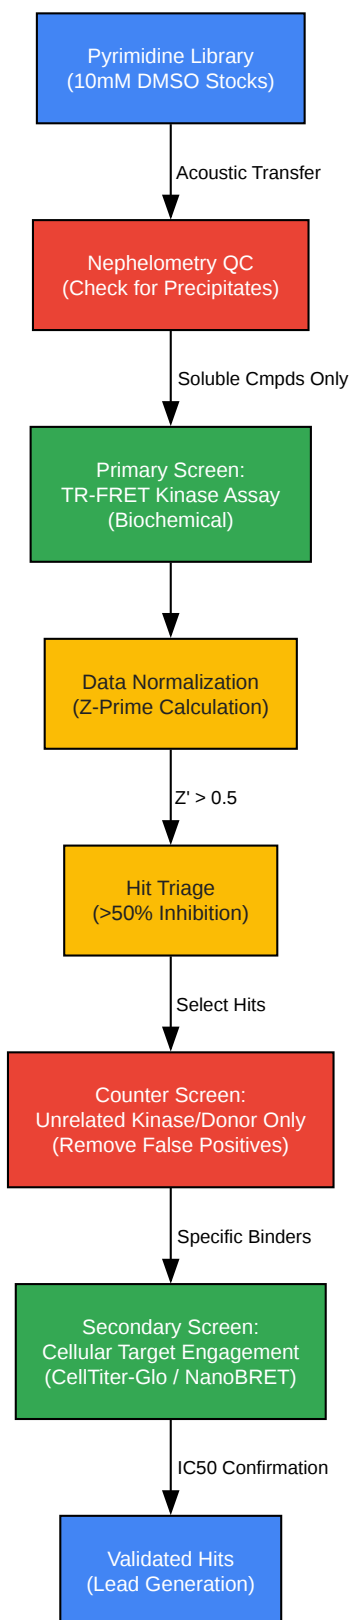 Pyrimidine Library
(10mM DMSO Stocks)
Acoustic Transfer
Nephelometry QC
(Check for Precipitates)
Soluble Cmpds Only
Primary Screen:
TR-FRET Kinase Assay
(Biochemical)
Data Normalization
(Z-Prime Calculation)
Z' > 0.5
Hit Triage
(>50% Inhibition)
Select Hits
Counter Screen:
Unrelated Kinase/Donor Only
(Remove False Positives)
Specific Binders
Secondary Screen:
Cellular Target Engagement
(CellTiter-Glo / NanoBRET)
IC50 Confirmation
Validated Hits
(Lead Generation)